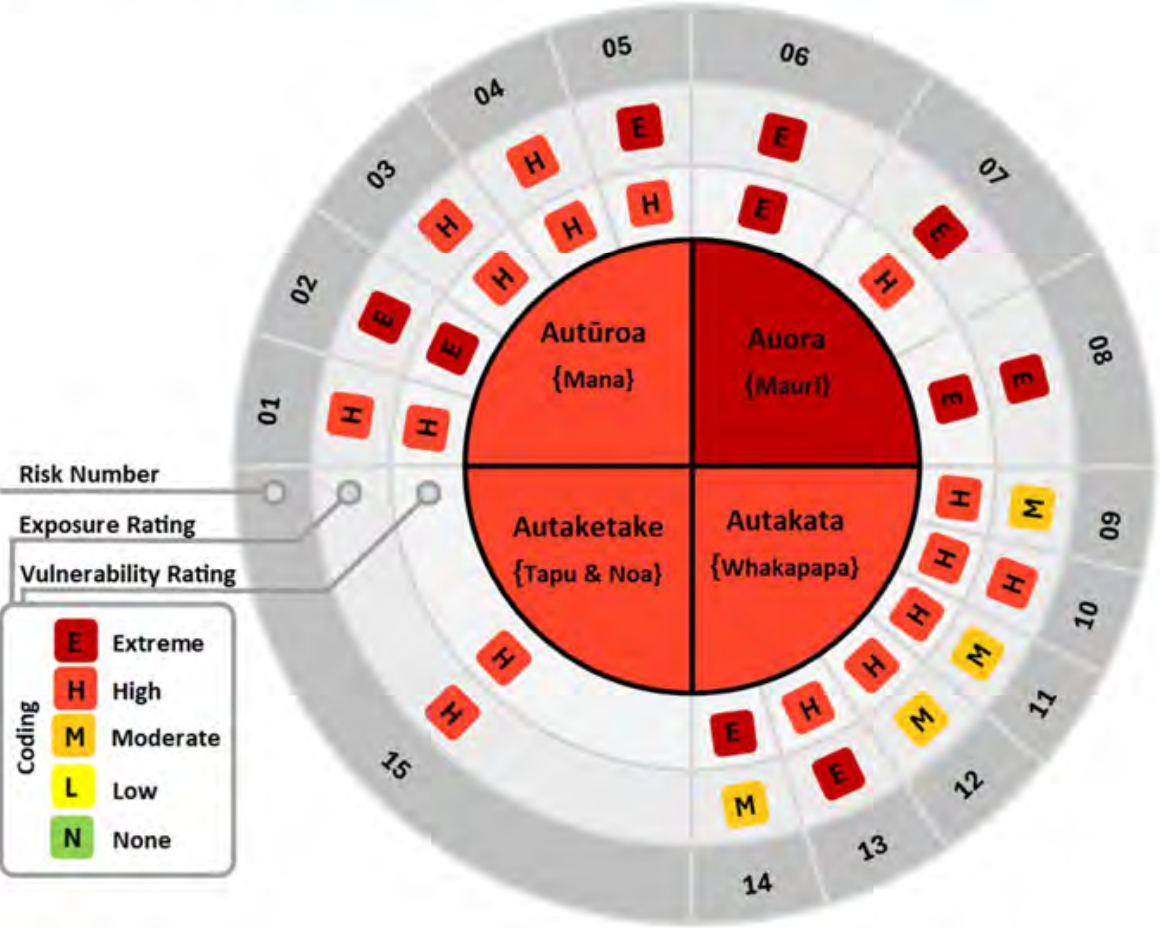 05
06
04
E
E
07
03
H
H
H
E
E
02
H
H
H
Autūroa
Auora
{Mana}
{Mauri}
E
E
08
E
E
01
H
H
Risk Number
Exposure Rating
Vulnerability Rating
H
M
09
Autaketake
Autakata
{Tapu & Noa}
{Whakapapa}
H
H
10
H
M
11
H
M
12
H
E
13
E
M
14
H
H
15
Coding
E Extreme
H High
M Moderate
L Low
N None